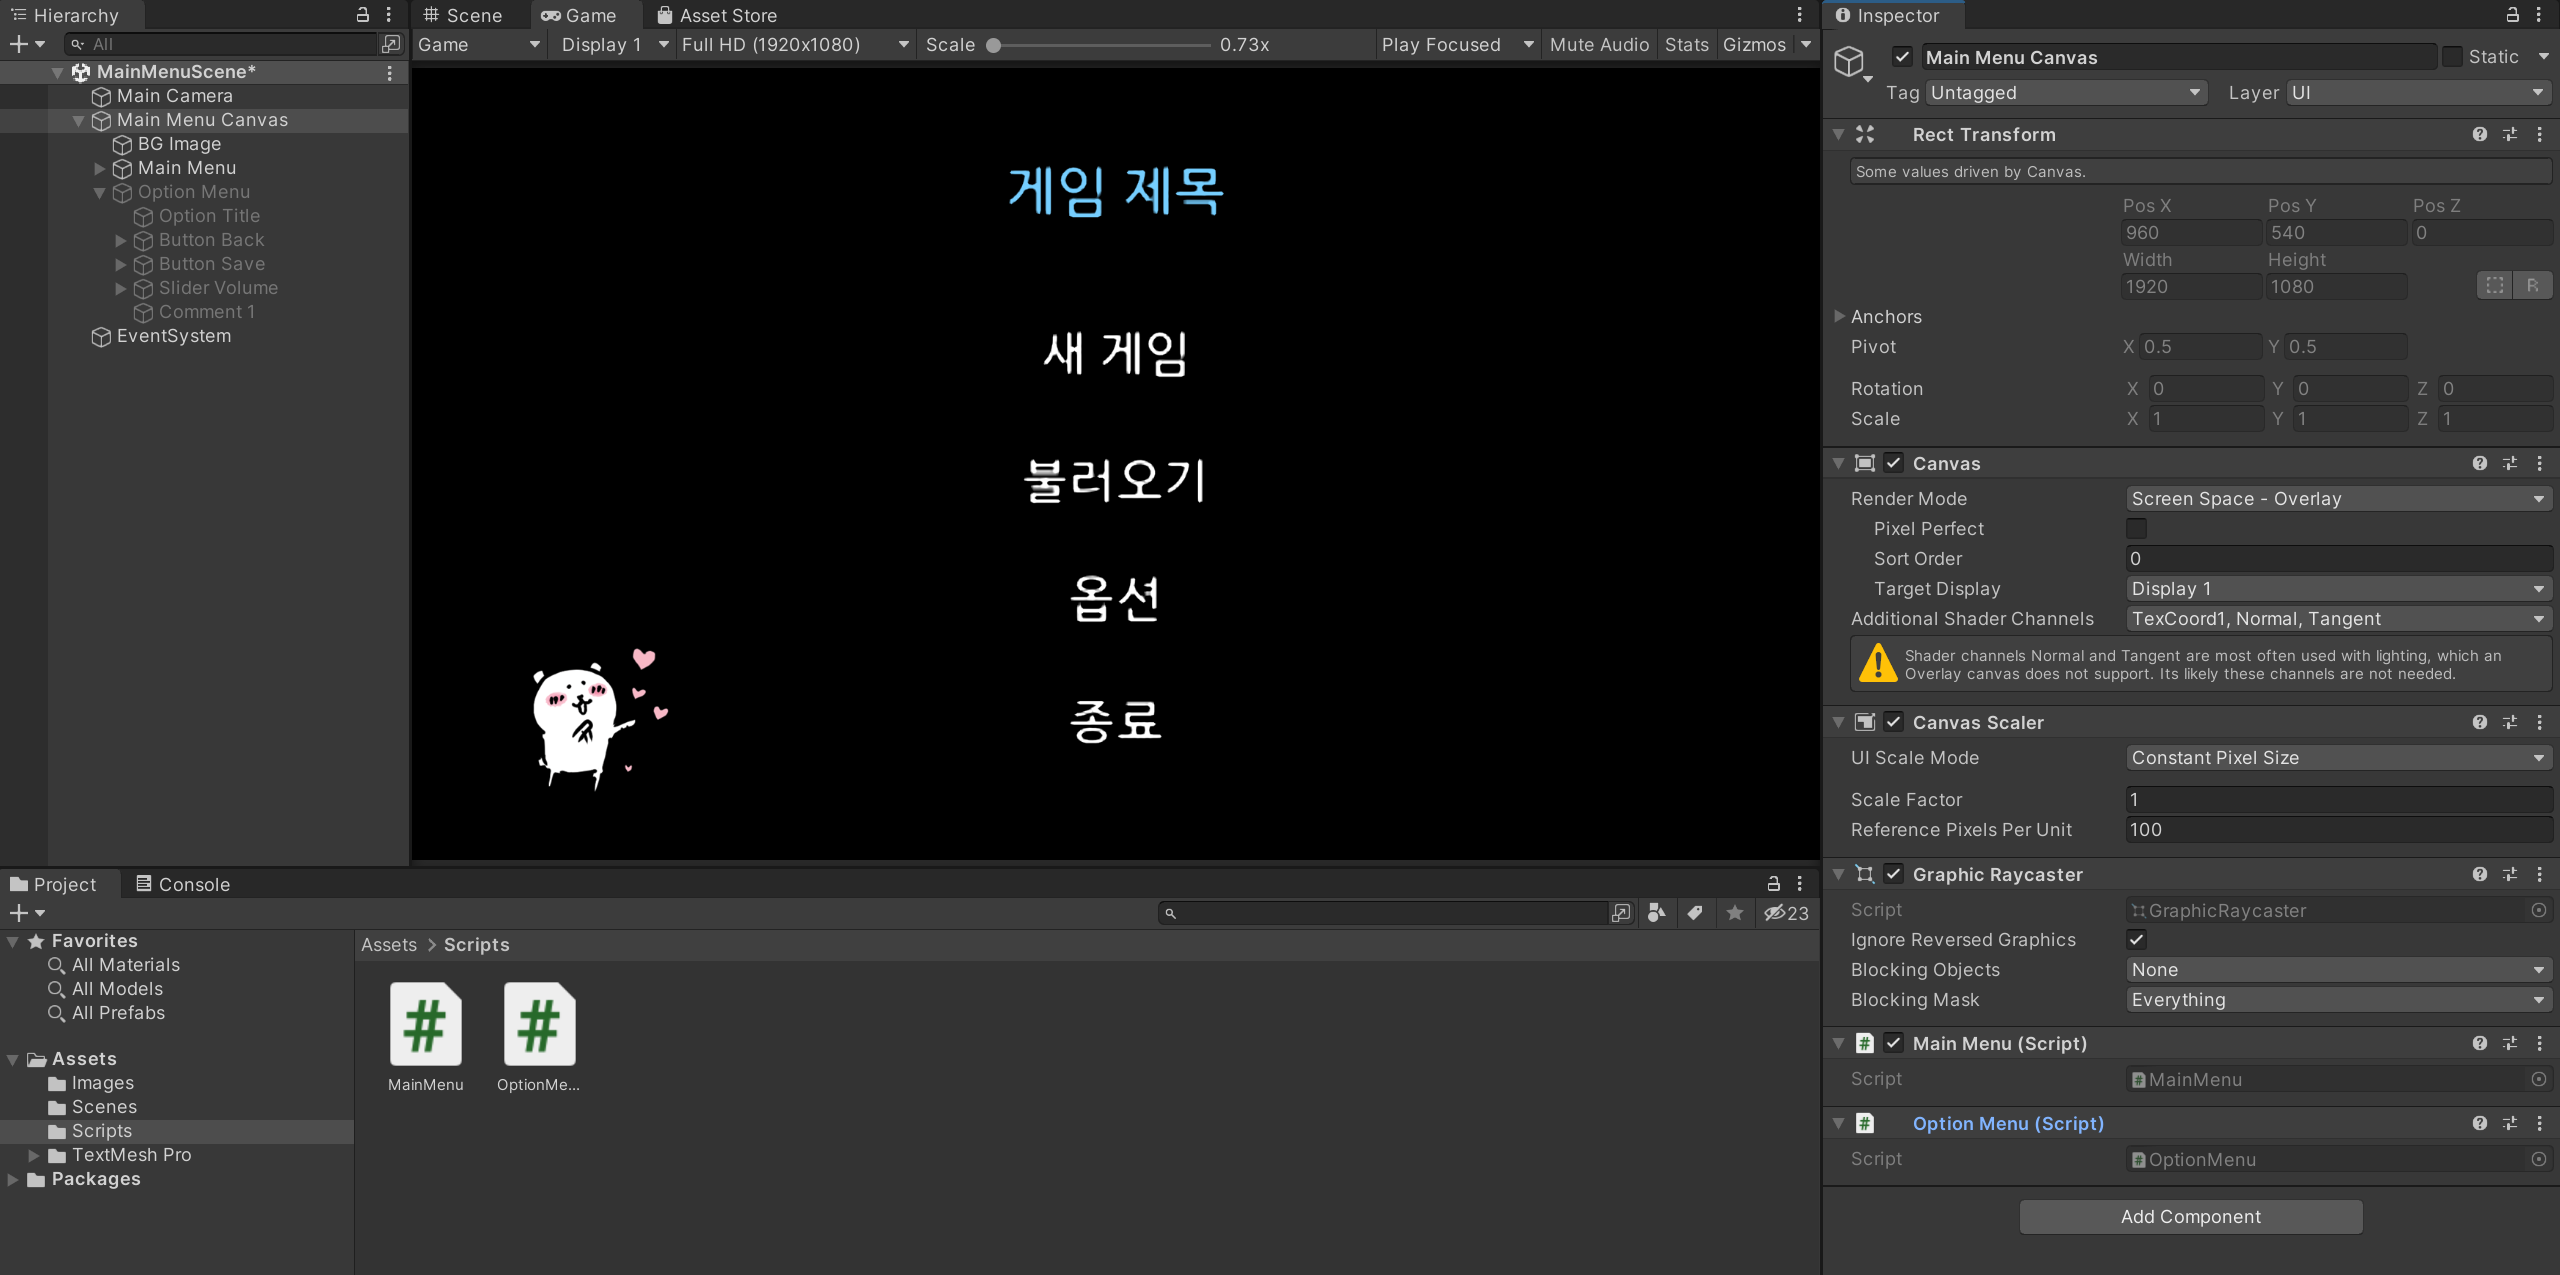 Hierarchy
All
MainMenuScene*
Main Camera
Main Menu Canvas
BG Image
Main Menu
Option Menu
Option Title
Button Back
Button Save
Slider Volume
Comment 1
EventSystem
Scene
Game
Asset Store
Game
Display 1
Full HD (1920x1080)
Scale
0.73x
Play Focused
Mute Audio
Stats
Gizmos
게임 제목
새 게임
불러오기
옵션
종료
Project
Console
23
Favorites
All Materials
All Models
All Prefabs
Assets
Images
Scenes
Scripts
TextMesh Pro
Packages
Assets > Scripts
MainMenu
OptionMe...
Inspector
Main Menu Canvas
Static
Tag Untagged
Layer UI
Rect Transform
Some values driven by Canvas.
Pos X Pos Y Pos Z
960 540 0
Width Height
1920 1080
R
Anchors
Pivot X 0.5 Y 0.5
Rotation X 0 Y 0 Z 0
Scale X 1 Y 1 Z 1
Canvas
Render Mode Screen Space - Overlay
Pixel Perfect
Sort Order 0
Target Display Display 1
Additional Shader Channels TexCoord1, Normal, Tangent
Shader channels Normal and Tangent are most often used with lighting, which an
Overlay canvas does not support. Its likely these channels are not needed.
Canvas Scaler
UI Scale Mode Constant Pixel Size
Scale Factor 1
Reference Pixels Per Unit 100
Graphic Raycaster
Script GraphicRaycaster
Ignore Reversed Graphics
Blocking Objects None
Blocking Mask Everything
Main Menu (Script)
Script MainMenu
Option Menu (Script)
Script OptionMenu
Add Component